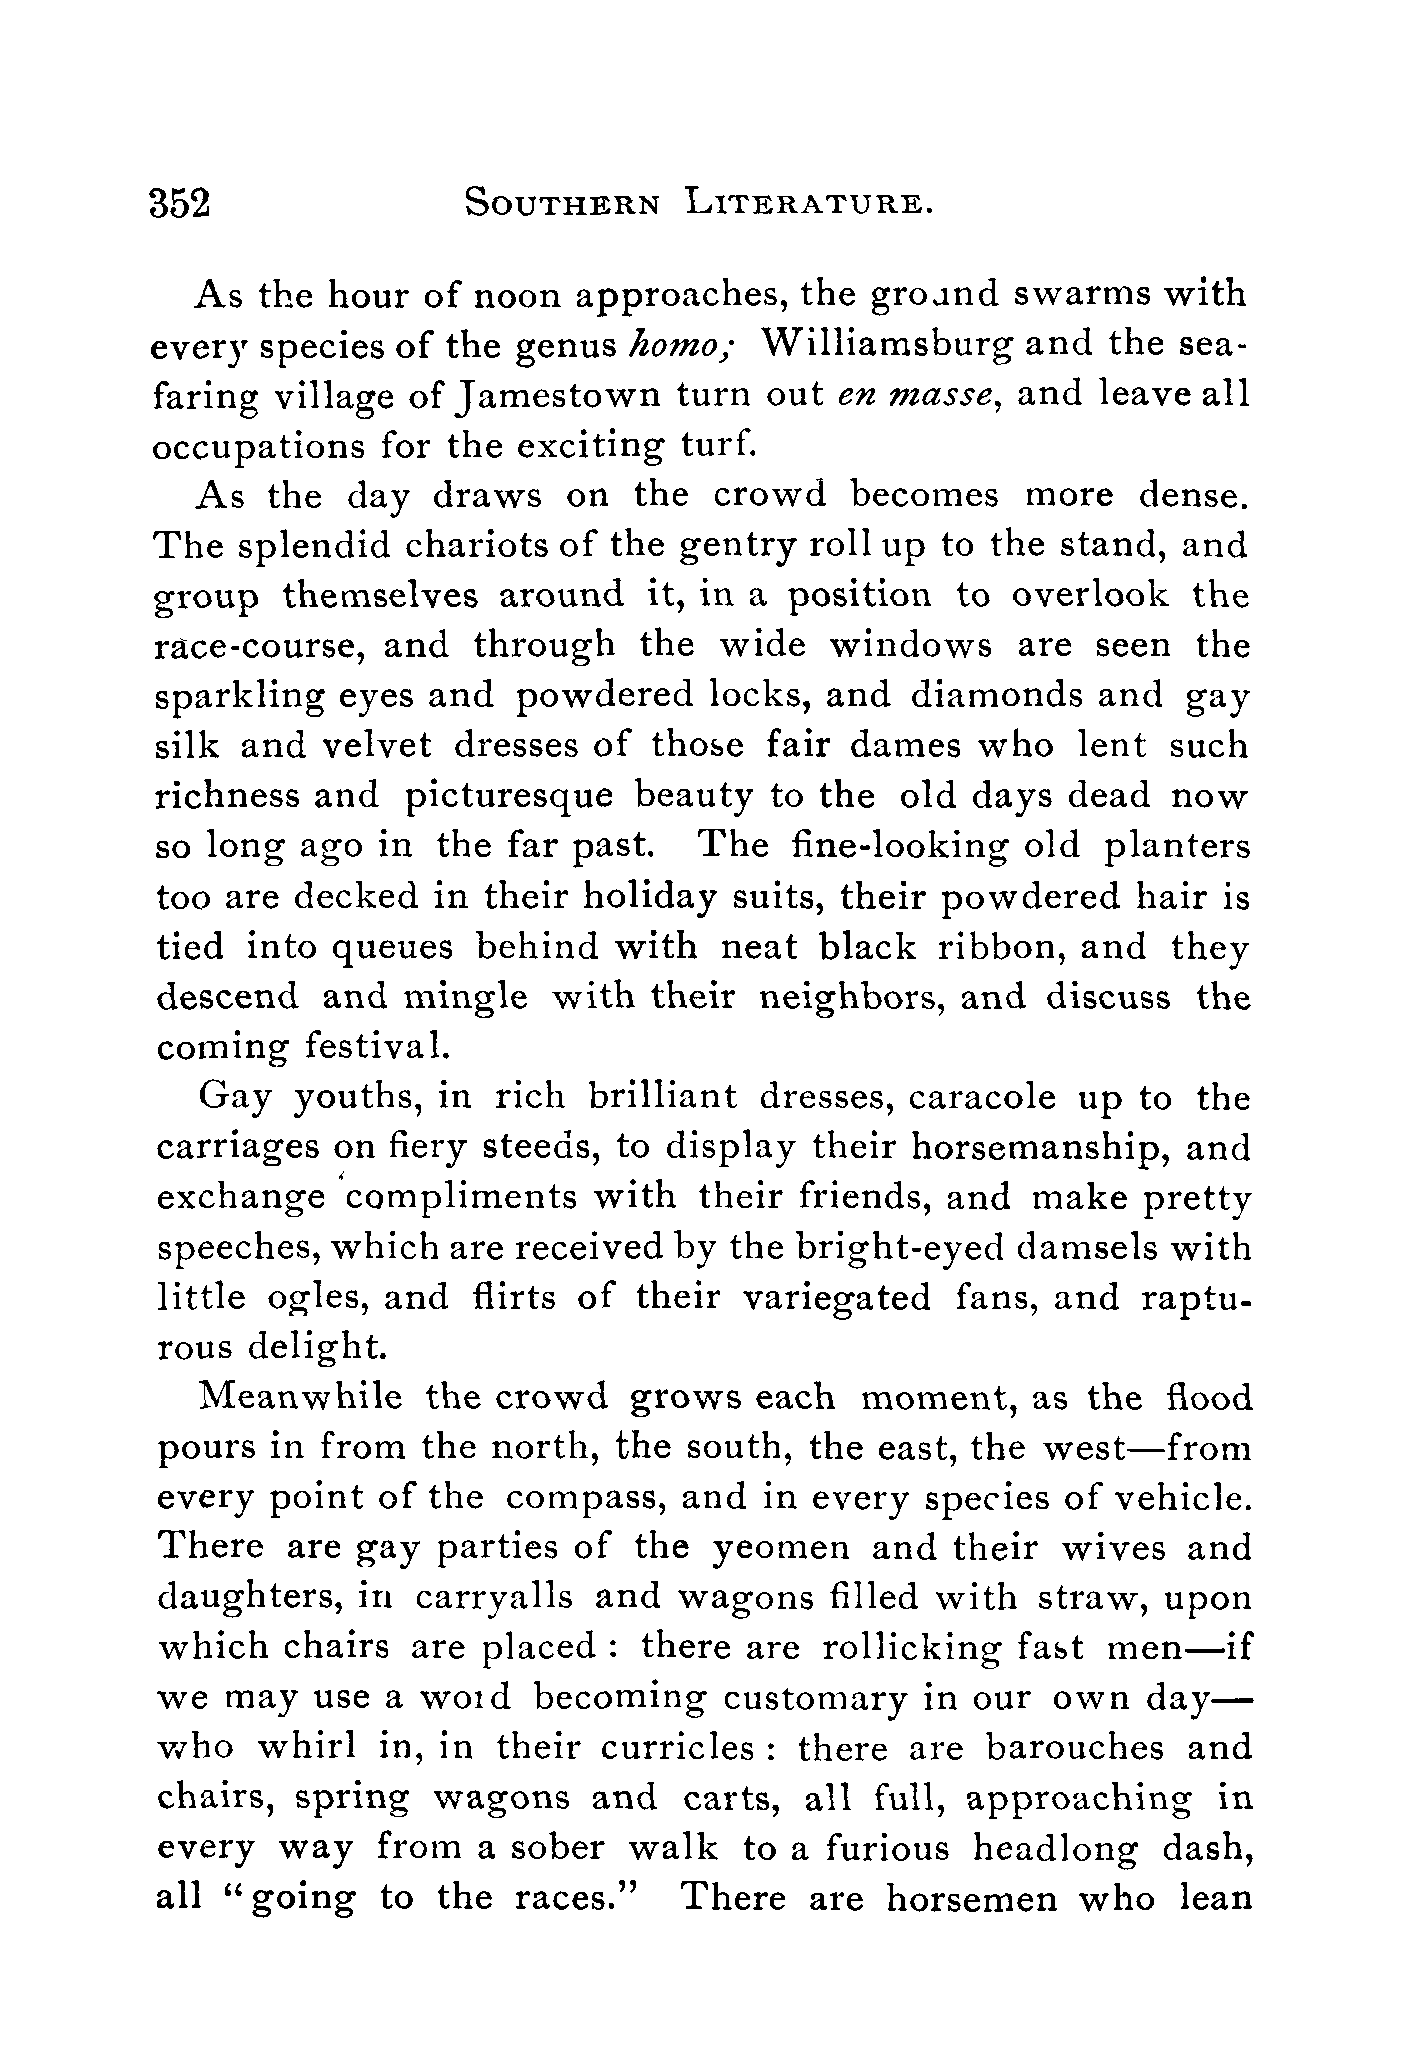 352 SOUTHERN LITERATURE.
As the hour of noon approaches, the ground swarms with
every species of the genus homo; Williamsburg and the sea-
faring village of Jamestown turn out en masse, and leave all
occupations for the exciting turf.
As the day draws on the crowd becomes more dense.
The splendid chariots of the gentry roll up to the stand, and
group themselves around it, in a position to overlook the
race-course, and through the wide windows are seen the
sparkling eyes and powdered locks, and diamonds and gay
silk and velvet dresses of those fair dames who lent such
richness and picturesque beauty to the old days dead now
so long ago in the far past. The fine-looking old planters
too are decked in their holiday suits, their powdered hair is
tied into queues behind with neat black ribbon, and they
descend and mingle with their neighbors, and discuss the
coming festival.
Gay youths, in rich brilliant dresses, caracole up to the
carriages on fiery steeds, to display their horsemanship, and
exchange compliments with their friends, and make pretty
speeches, which are received by the bright-eyed damsels with
little ogles, and flirts of their variegated fans, and raptu-
rous delight.
Meanwhile the crowd grows each moment, as the flood
pours in from the north, the south, the east, the west—from
every point of the compass, and in every species of vehicle.
There are gay parties of the yeomen and their wives and
daughters, in carryalls and wagons filled with straw, upon
which chairs are placed : there are rollicking fast men—if
we may use a word becoming customary in our own day—
who whirl in, in their curricles : there are barouches and
chairs, spring wagons and carts, all full, approaching in
every way from a sober walk to a furious headlong dash,
all “going to the races.” There are horsemen who lean